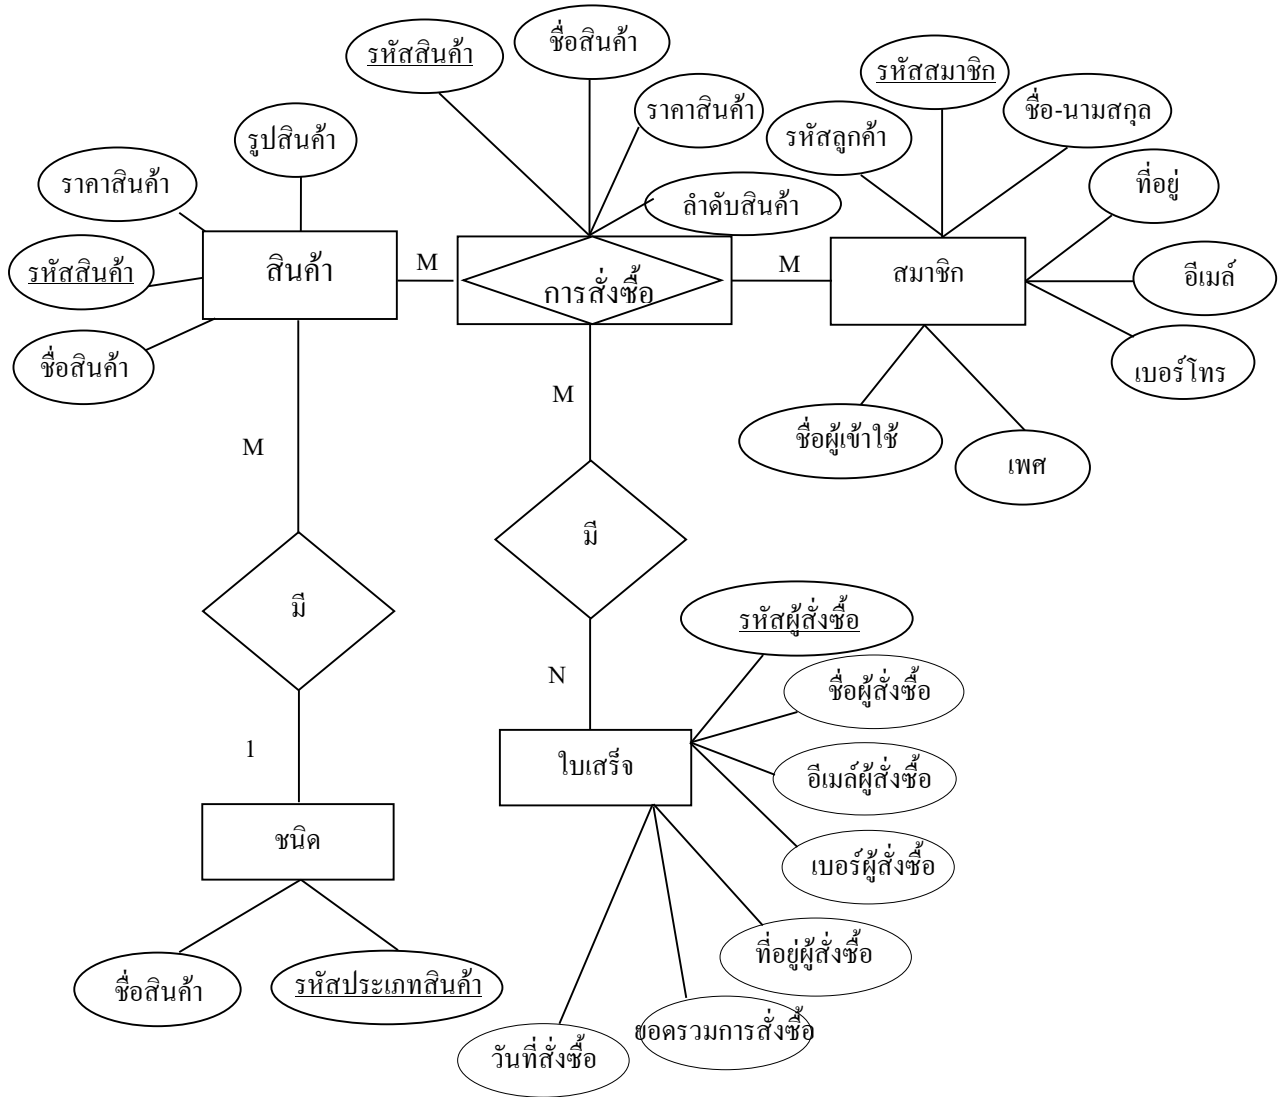 รหัสสินค้า
ชื่อสินค้า
ราคาสินค้า
ลำดับสินค้า
รหัสสมาชิก
ชื่อ-นามสกุล
รหัสลูกค้า
ที่อยู่
อีเมล์
เบอร์โทร
รูปสินค้า
ราคาสินค้า
รหัสสินค้า
ชื่อสินค้า
สินค้า
M
การสั่งซื้อ
M
สมาชิก
ชื่อผู้เข้าใช้
เพศ
M
M
มี
มี
1
N
ชนิด
ใบเสร็จ
รหัสผู้สั่งซื้อ
ชื่อผู้สั่งซื้อ
อีเมล์ผู้สั่งซื้อ
เบอร์ผู้สั่งซื้อ
ที่อยู่ผู้สั่งซื้อ
ยอดรวมการสั่งซื้อ
วันที่สั่งซื้อ
ชื่อสินค้า
รหัสประเภทสินค้า